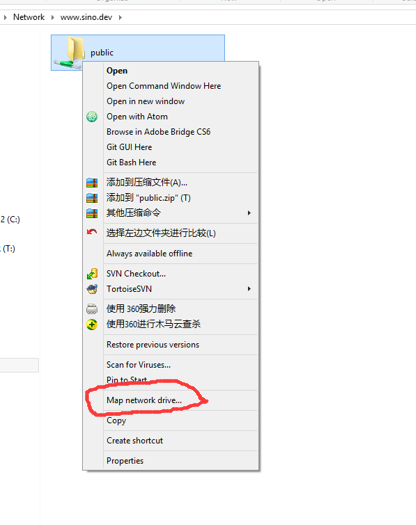 Network ▸ www.sino.dev ▸
public
Open
Open Command Window Here
Open in new window
Open with Atom
Browse in Adobe Bridge CS6
Git GUI Here
Git Bash Here
添加到压缩文件(A)...
添加到 "public.zip" (T)
其他压缩命令
选择左边文件夹进行比较(L)
2 (C:)
(T:)
Always available offline
SVN Checkout...
TortoiseSVN
使用 360强力删除
使用360进行木马云查杀
Restore previous versions
Scan for Viruses...
Pin to Start
Map network drive...
Copy
Create shortcut
Properties